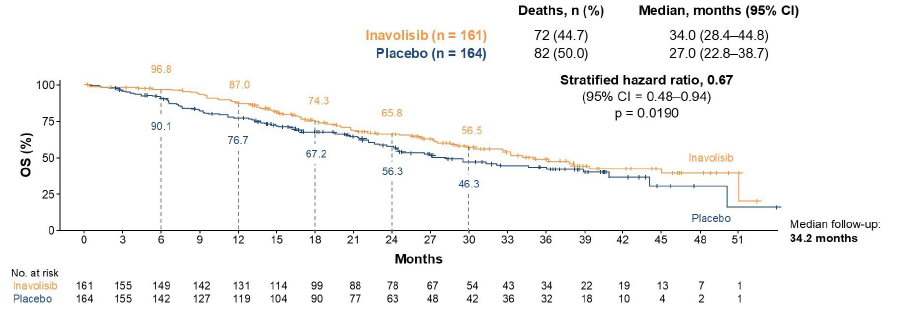 Deaths, n (%) Median, months (95% CI)
Inavolisib (n = 161) 72 (44.7) 34.0 (28.4–44.8)
Placebo (n = 164) 82 (50.0) 27.0 (22.8–38.7)
Stratified hazard ratio, 0.67
(95% CI = 0.48–0.94)
p = 0.0190
OS (%)
100
75
50
25
0
96.8 87.0 74.3 65.8 56.5
90.1 76.7 67.2 56.3 46.3
Inavolisib
Placebo
0 3 6 9 12 15 18 21 24 27 30 33 36 39 42 45 48 51
Months
Median follow-up:
34.2 months
No. at risk
Inavolisib 161 155 149 142 131 114 99 88 78 67 54 43 34 22 19 13 7 1
Placebo 164 155 142 127 119 104 90 77 63 48 42 36 32 18 10 4 2 1